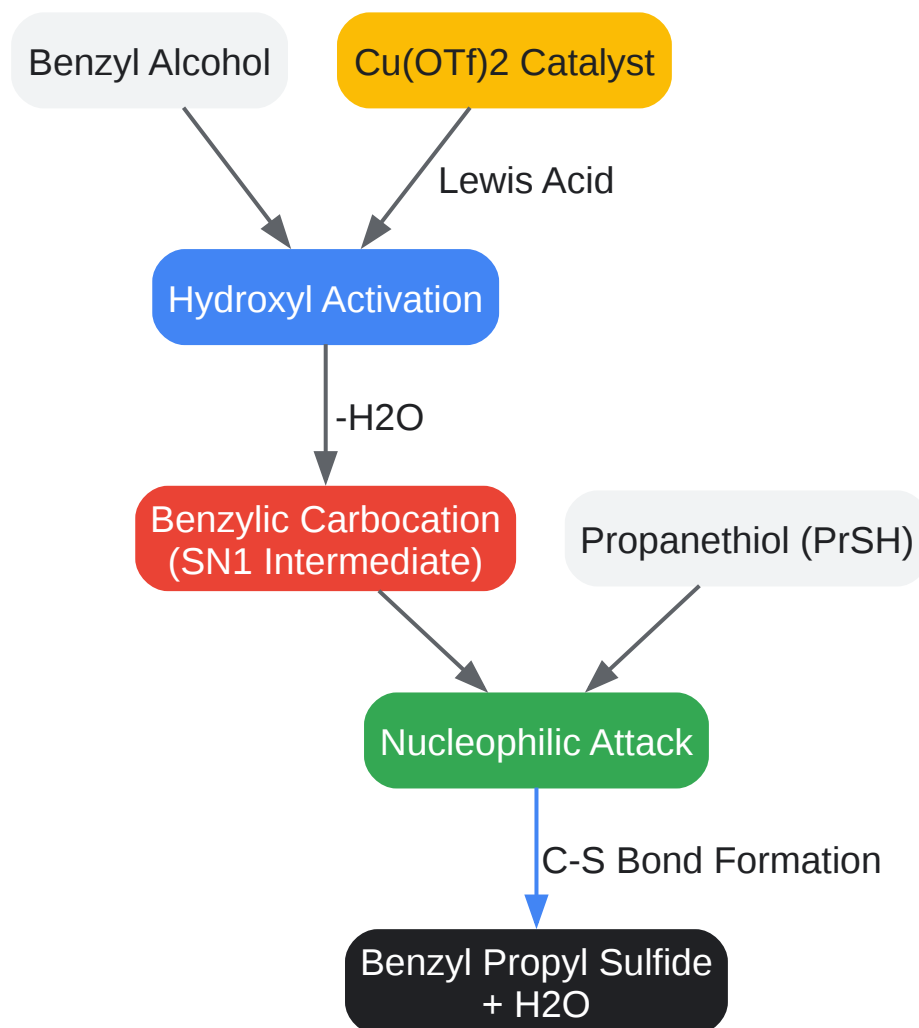 Benzyl Alcohol
Cu(OTf)2 Catalyst
Lewis Acid
Hydroxyl Activation
-H2O
Benzylic Carbocation
(SN1 Intermediate)
Propanethiol (PrSH)
Nucleophilic Attack
C-S Bond Formation
Benzyl Propyl Sulfide
+ H2O